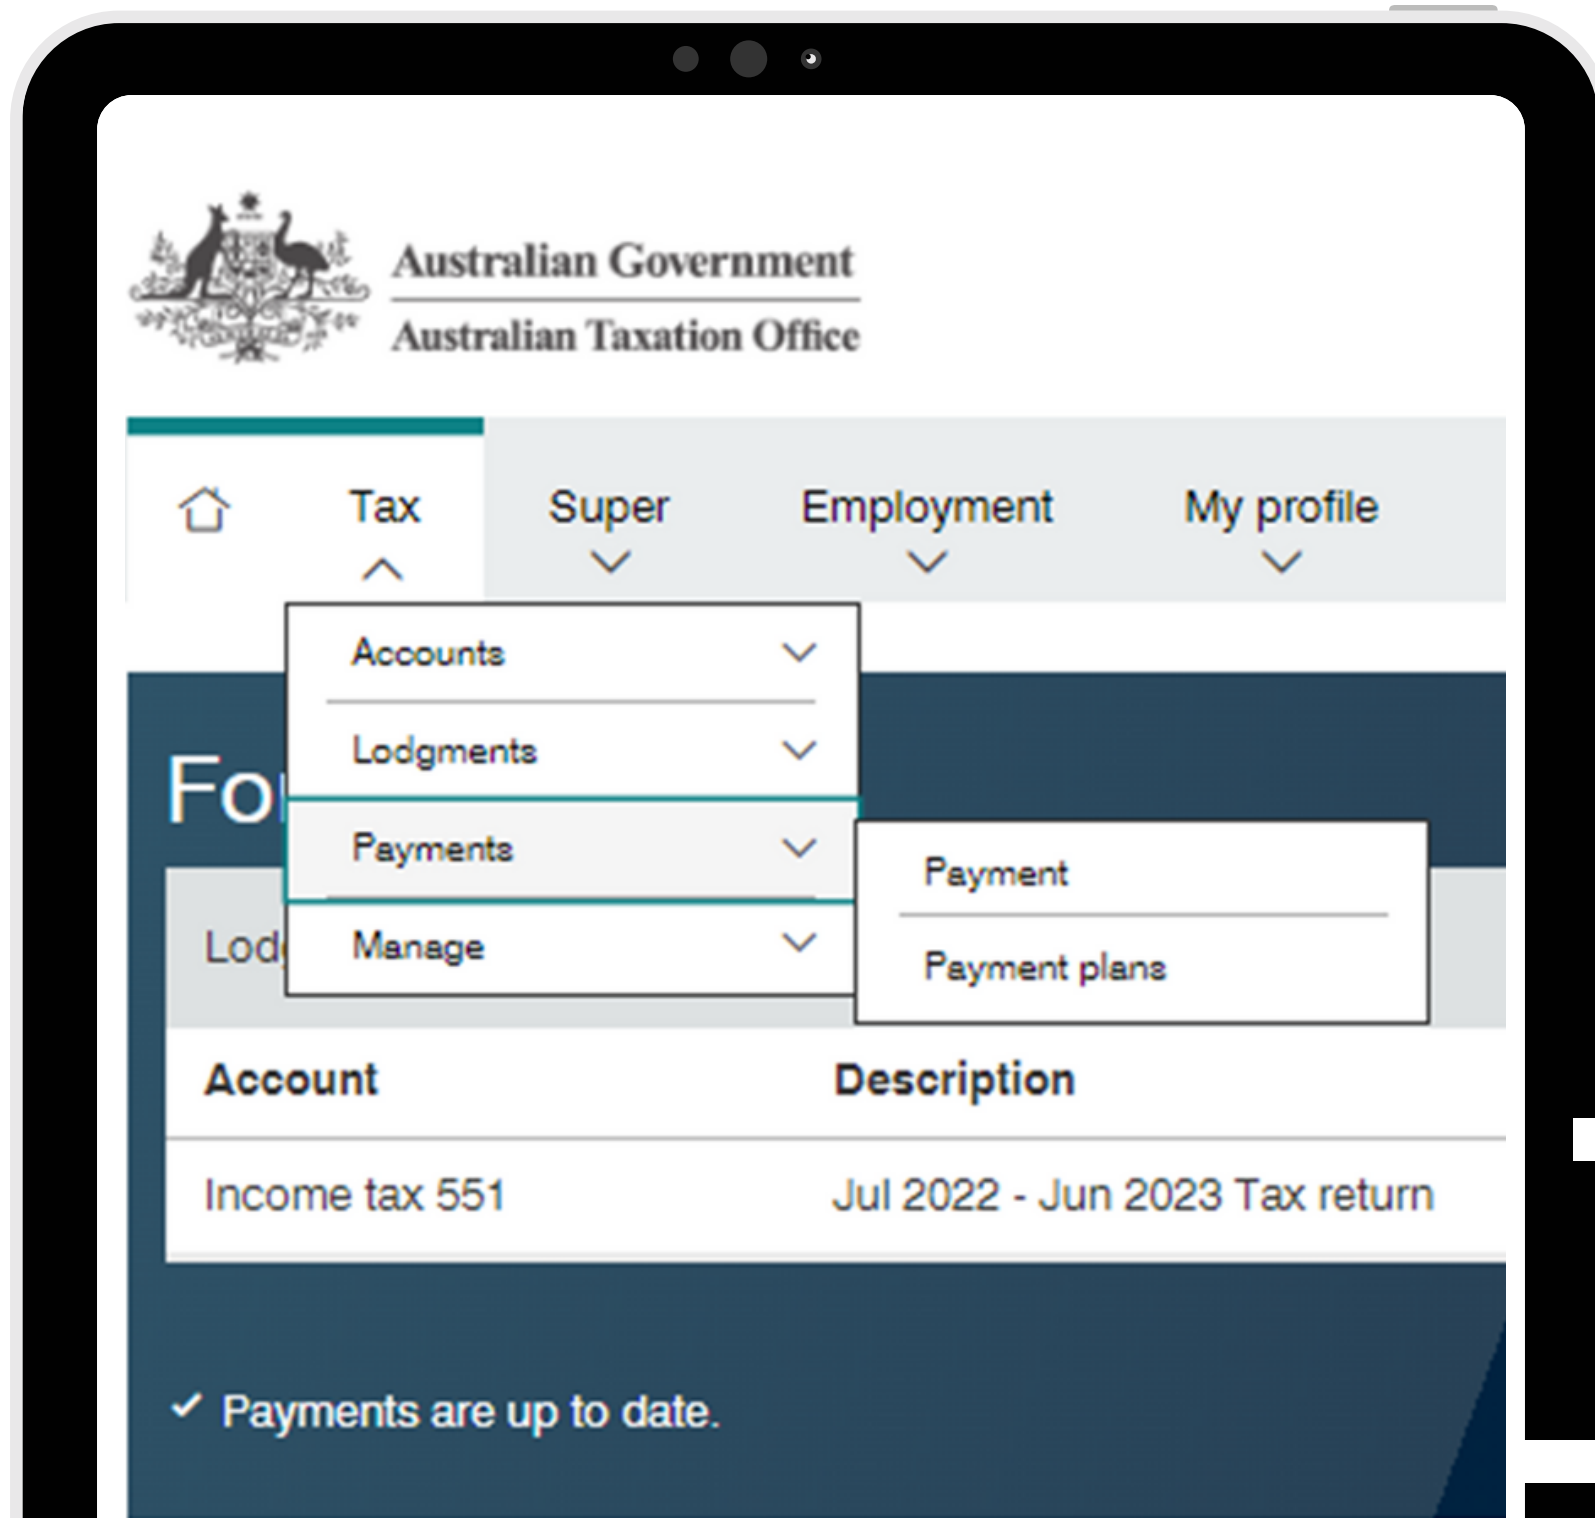 Australian Government
Australian Taxation Office
Tax Super Employment My profile
Accounts
Lodgments
Payments
Manage
Payment
Payment plans
Account Description
Income tax 551 Jul 2022 - Jun 2023 Tax return
Payments are up to date.